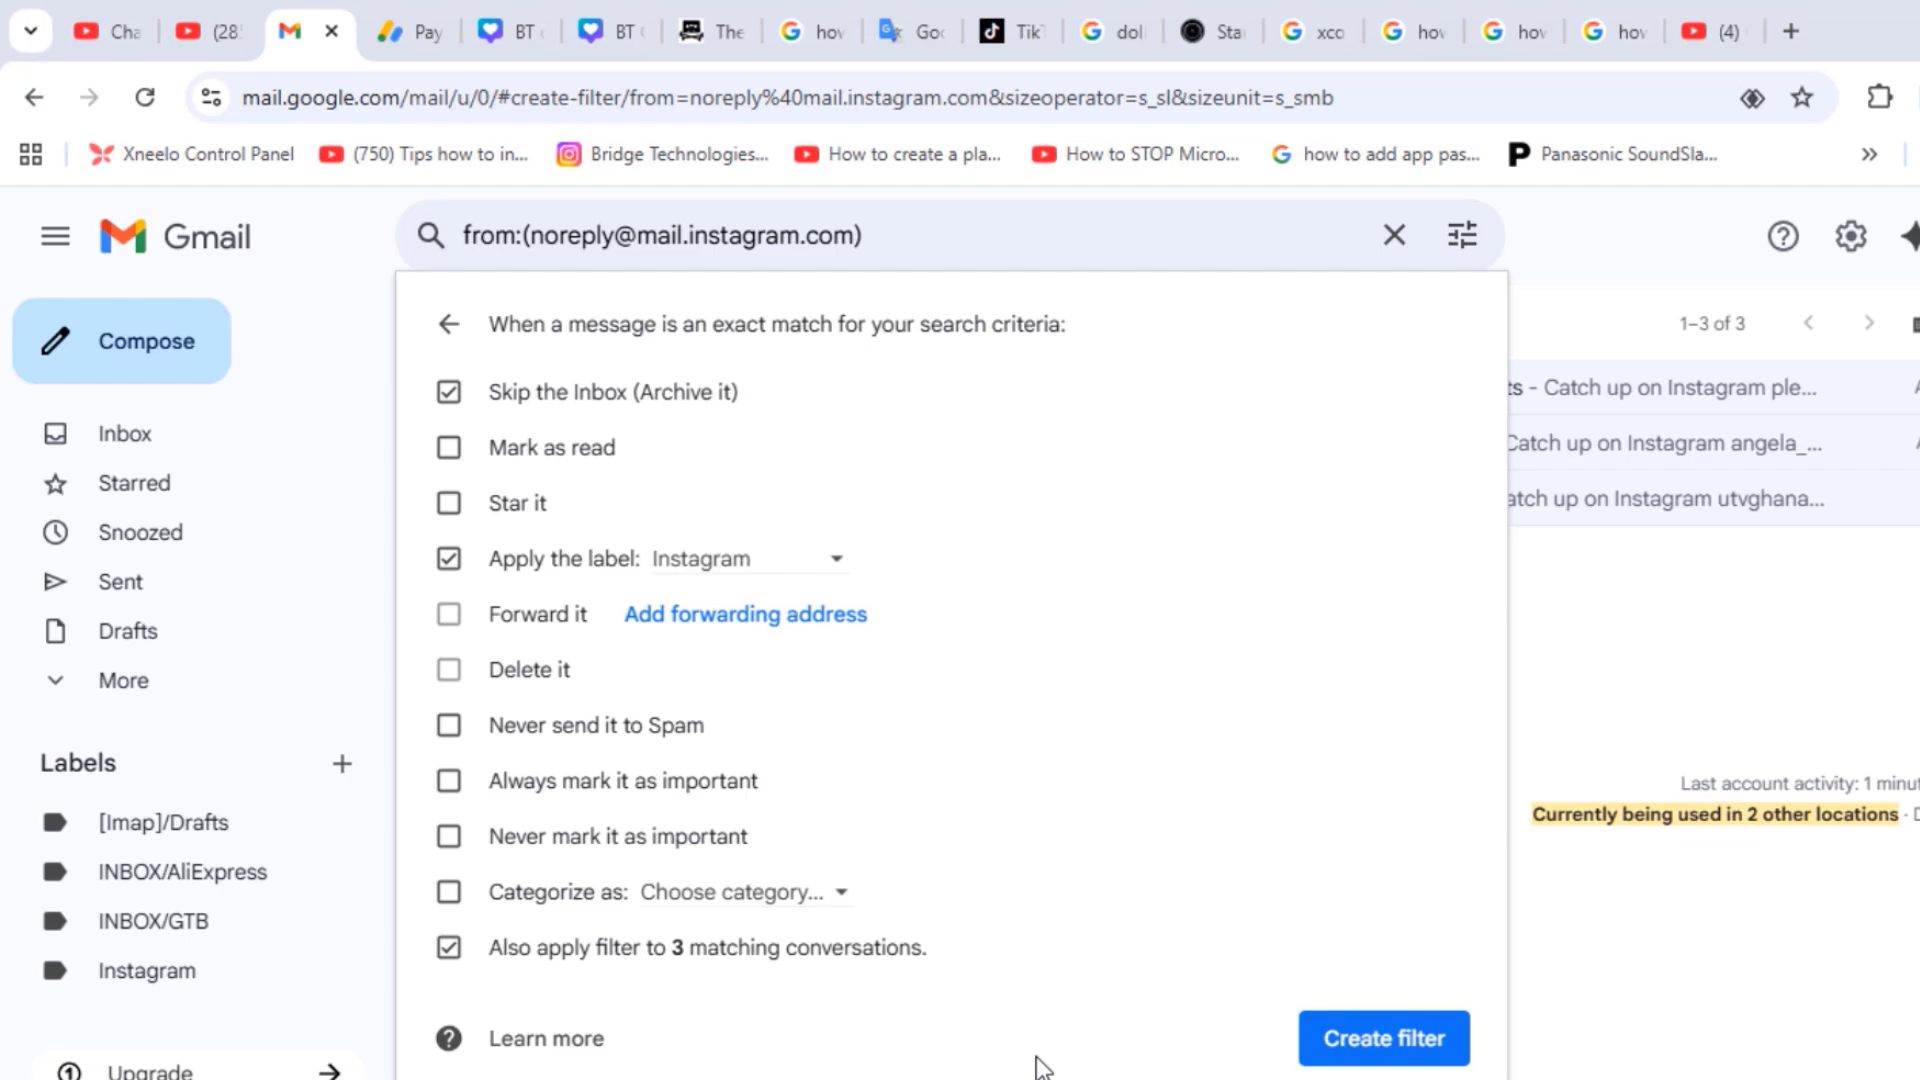 Cha
(28
Pay
BT
BT
The
hov
Goo
Tik
dol
Sta
xco
hov
hov
hov
(4)
mail.google.com/mail/u/0/#create-filter/from=noreply%40mail.instagram.com&sizeoperator=s_sl&sizeunit=s_smb
Xneelo Control Panel
(750) Tips how to in...
Bridge Technologies...
How to create a pla...
How to STOP Micro...
how to add app pas...
Panasonic SoundSla...
Gmail
from:(noreply@mail.instagram.com)
Compose
When a message is an exact match for your search criteria:
1–3 of 3
Skip the Inbox (Archive it)
ts - Catch up on Instagram ple...
Inbox
Mark as read
Catch up on Instagram angela_...
Starred
Star it
atch up on Instagram utvghana...
Snoozed
Apply the label: Instagram
Sent
Forward it Add forwarding address
Drafts
Delete it
More
Never send it to Spam
Labels
Always mark it as important
Last account activity: 1 minut
Currently being used in 2 other locations ·
[Imap]/Drafts
Never mark it as important
INBOX/AliExpress
Categorize as: Choose category...
INBOX/GTB
Also apply filter to 3 matching conversations.
Instagram
Learn more
Create filter
Upgrade